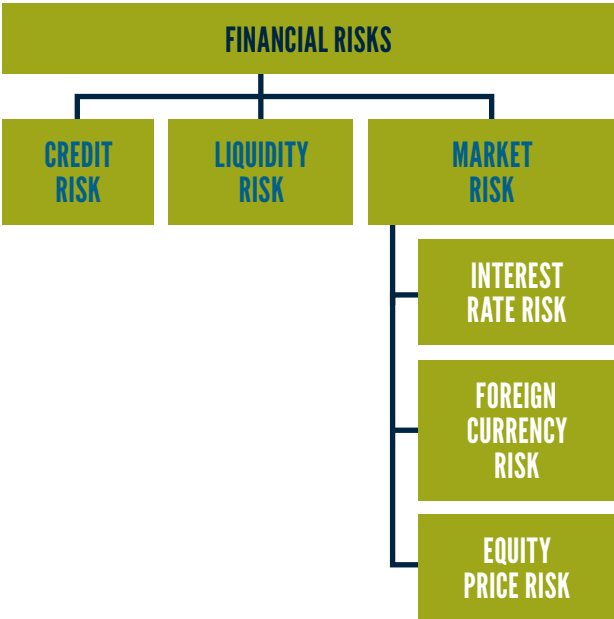 FINANCIAL RISKS
CREDIT
RISK
LIQUIDITY
RISK
MARKET
RISK
INTEREST
RATE RISK
FOREIGN
CURRENCY
RISK
EQUITY
PRICE RISK